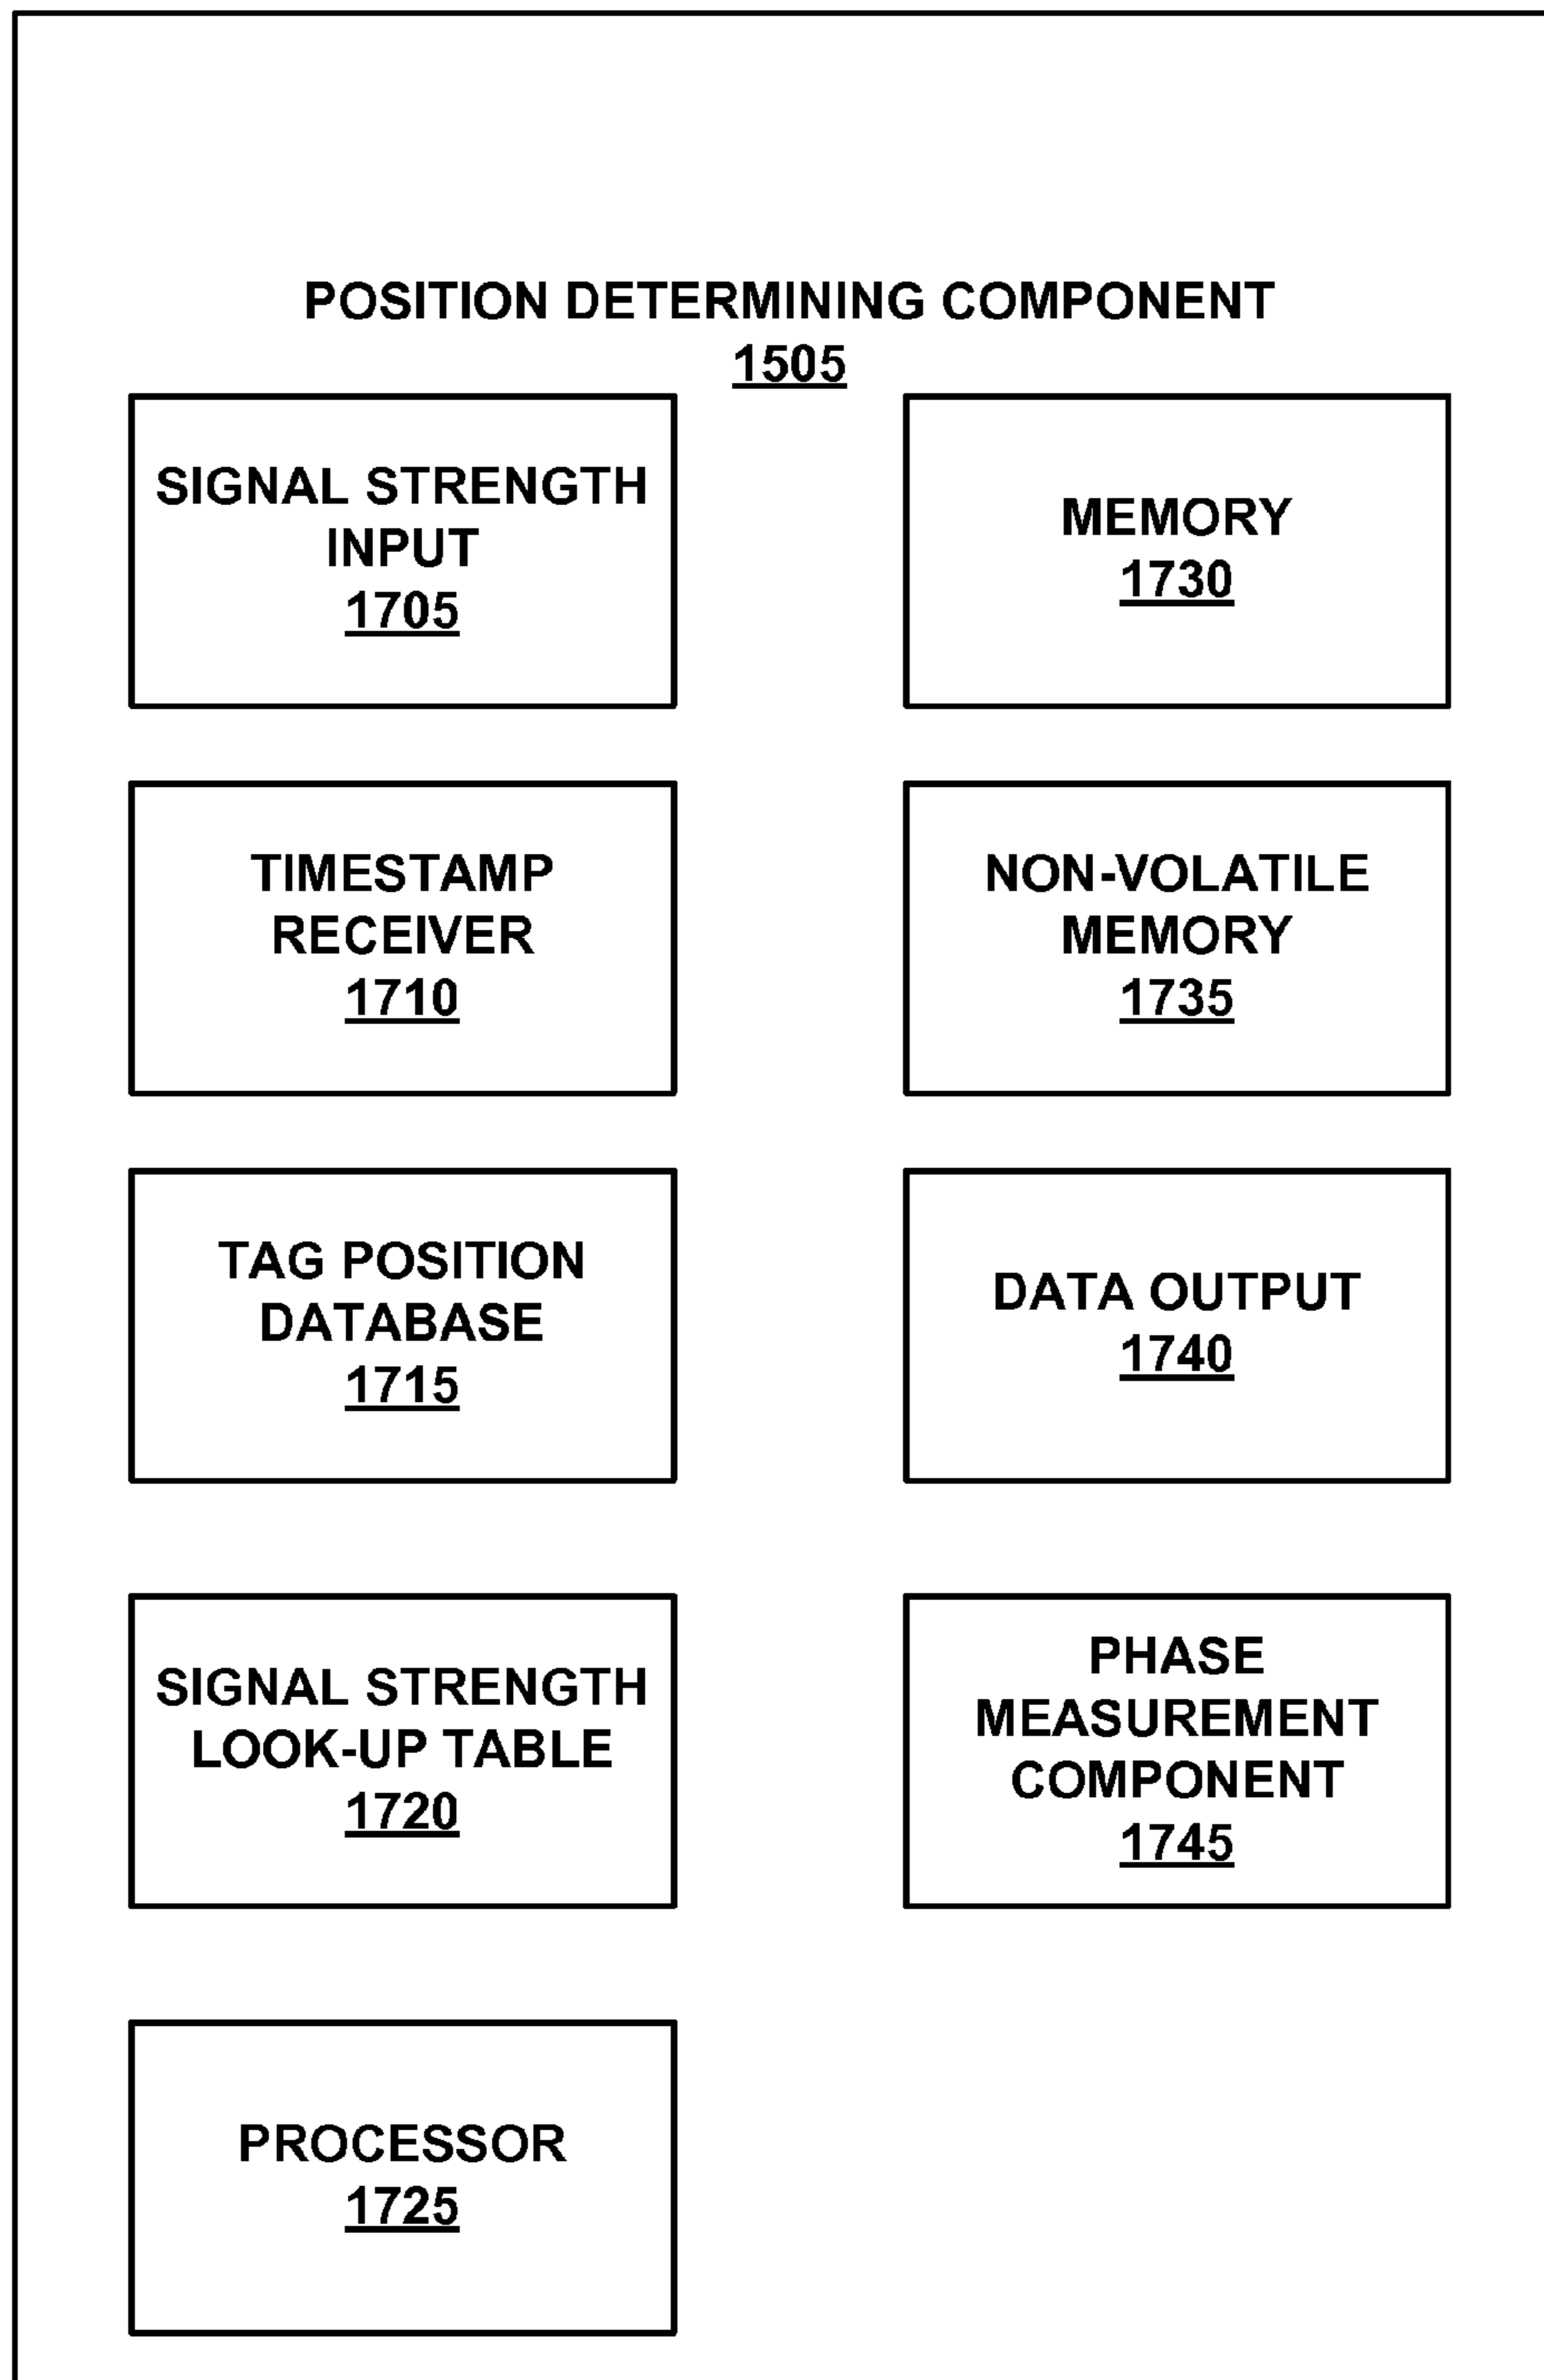 POSITION DETERMINING COMPONENT
1505
SIGNAL STRENGTH
INPUT
1705
TIMESTAMP
RECEIVER
1710
TAG POSITION
DATABASE
1715
SIGNAL STRENGTH
LOOK-UP TABLE
1720
PROCESSOR
1725
MEMORY
1730
NON-VOLATILE
MEMORY
1735
DATA OUTPUT
1740
PHASE
MEASUREMENT
COMPONENT
1745